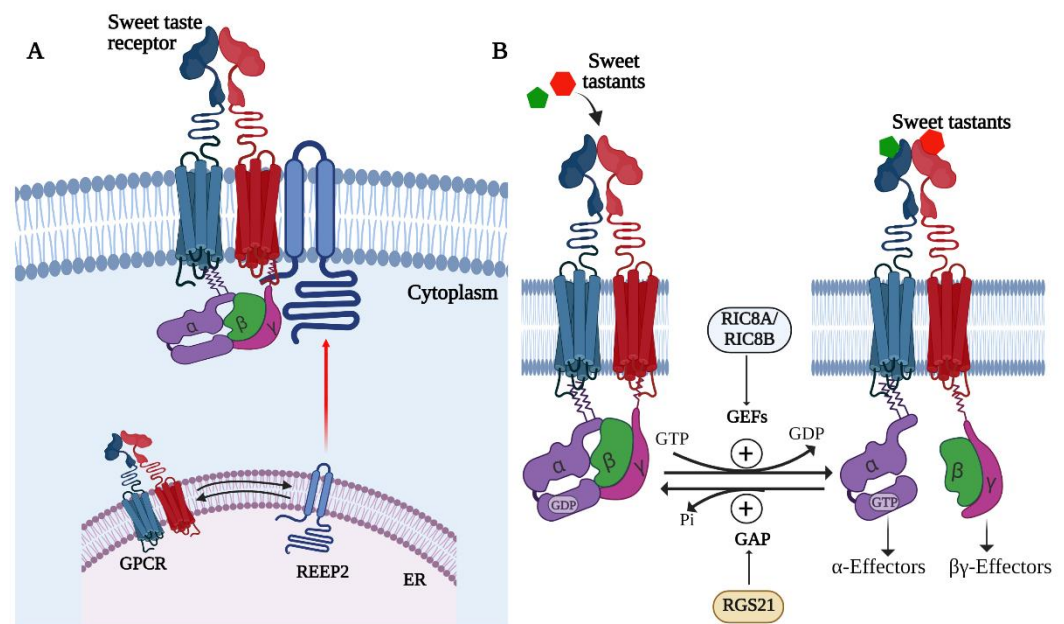 A
Sweet taste
receptor
Cytoplasm
α
β
γ
GPCR
REEP2
ER
B
Sweet
tastants
Sweet tastants
RIC8A/
RIC8B
GEFs
GTP
GDP
+
α
β
γ
GDP
Pi
+
GAP
RGS21
α
GTP
β
γ
α-Effectors
βγ-Effectors